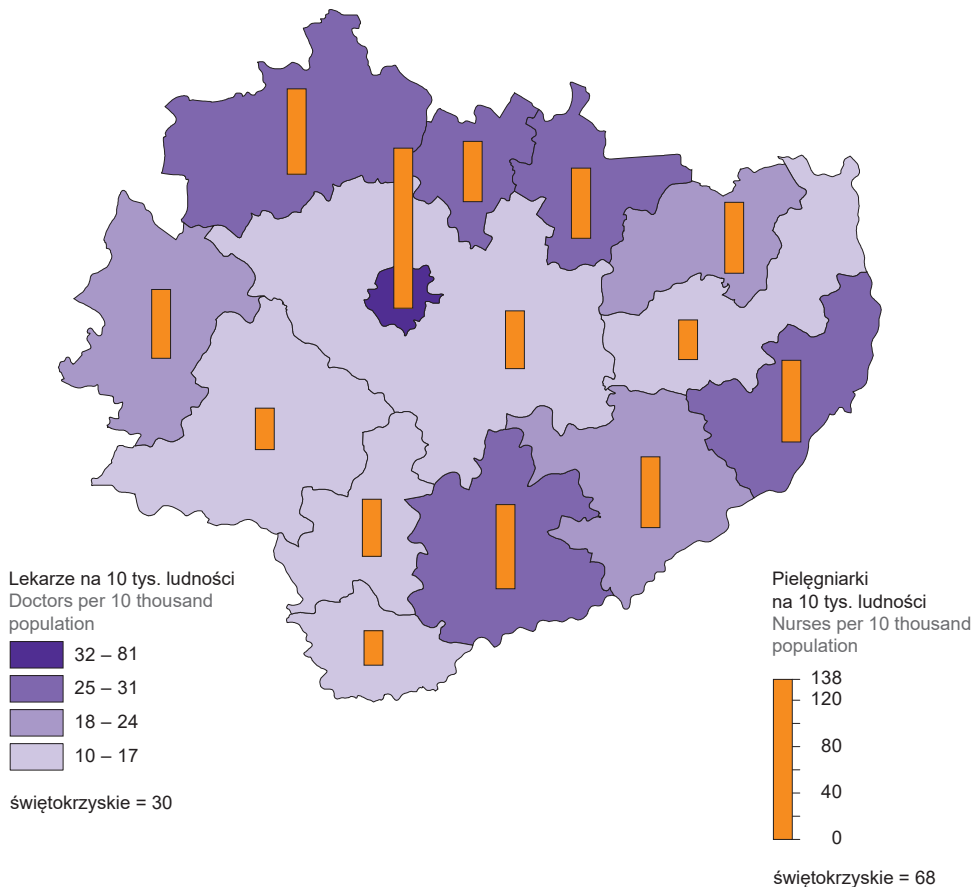 Lekarze na 10 tys. ludności
Doctors per 10 thousand
population
32 – 81
25 – 31
18 – 24
10 – 17
świętokrzyskie = 30
Pielęgniarki
na 10 tys. ludności
Nurses per 10 thousand
population
138
120
80
40
0
świętokrzyskie = 68